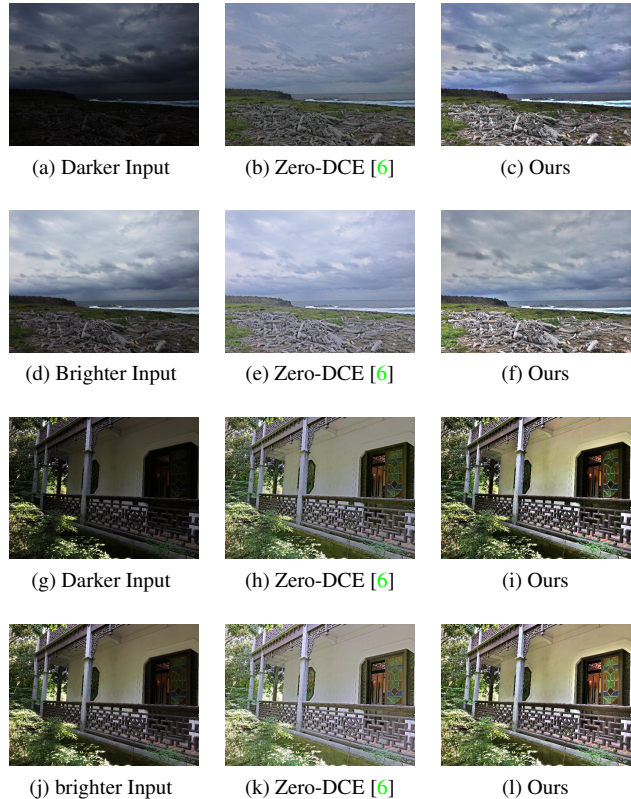 (a) Darker Input
(b) Zero-DCE [6]
(c) Ours
(d) Brighter Input
(e) Zero-DCE [6]
(f) Ours
(g) Darker Input
(h) Zero-DCE [6]
(i) Ours
(j) brighter Input
(k) Zero-DCE [6]
(l) Ours